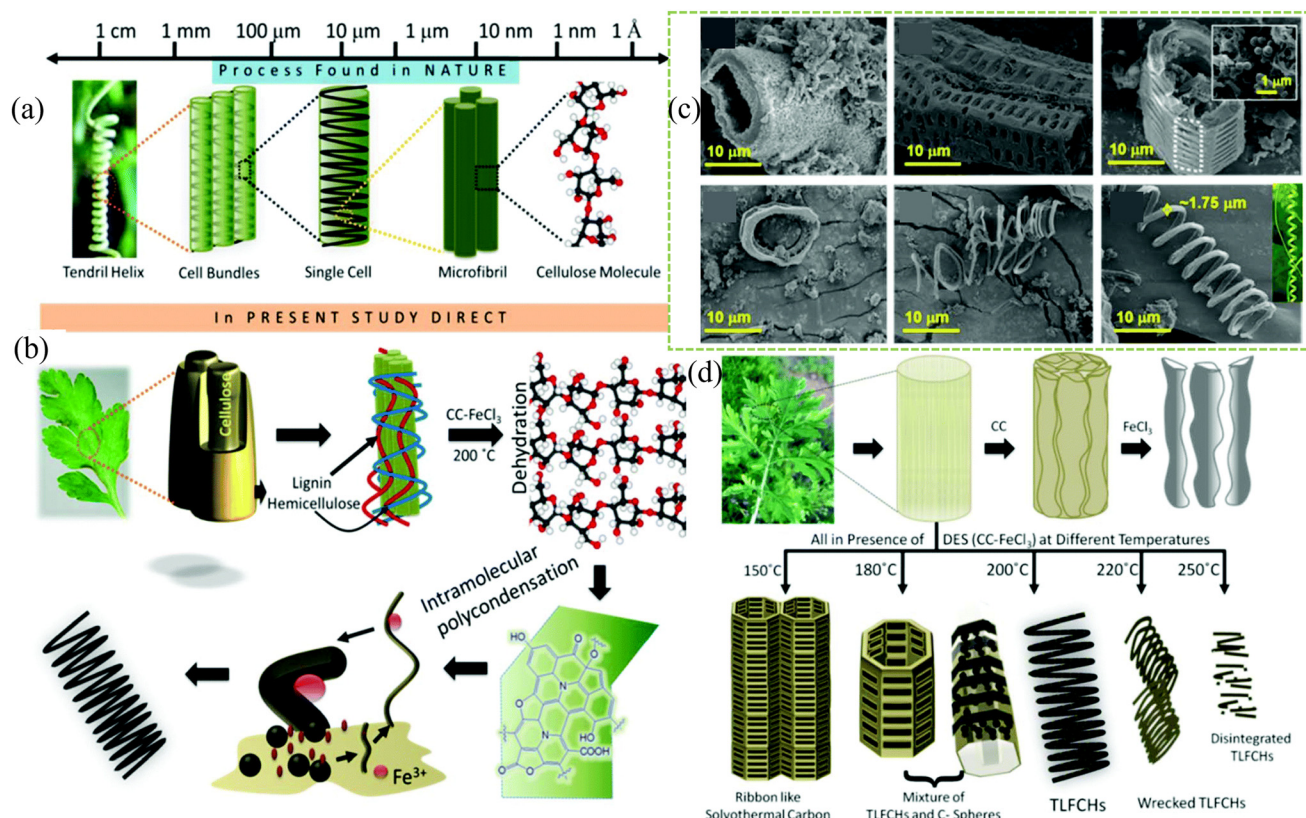 (a)
1 cm 1 mm 100 µm 10 µm 1 µm 10 nm 1 nm 1 Å
Process Found in NATURE
Tendril Helix Cell Bundles Single Cell Microfibril Cellulose Molecule
In PRESENT STUDY DIRECT
(b)
Cellulose
Lignin
Hemicellulose
CC-FeCl₃
200 °C
Dehydration
Intramolecular
polycondensation
HO
O
O
N
O
HO
N
COOH
O
O
Fe³⁺
(c)
1 µm
10 µm 10 µm 10 µm
~1.75 µm
10 µm 10 µm 10 µm
(d)
CC FeCl₃
All in Presence of DES (CC-FeCl₃) at Different Temperatures
150˚C 180˚C 200˚C 220˚C 250˚C
Ribbon like
Solvothermal Carbon
Mixture of
TLFCHs and C- Spheres
TLFCHs
Wrecked TLFCHs
Disintegrated
TLFCHs